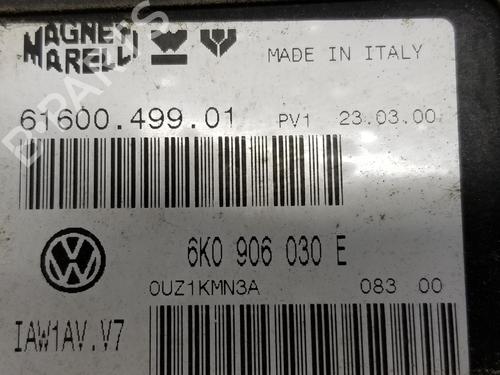 MAGNETI
MARELLI
MADE IN ITALY
61600.499.01 PV1 23.03.00
6K0 906 030 E
0UZ1KMN3A 083 00
IAW1AV.V7